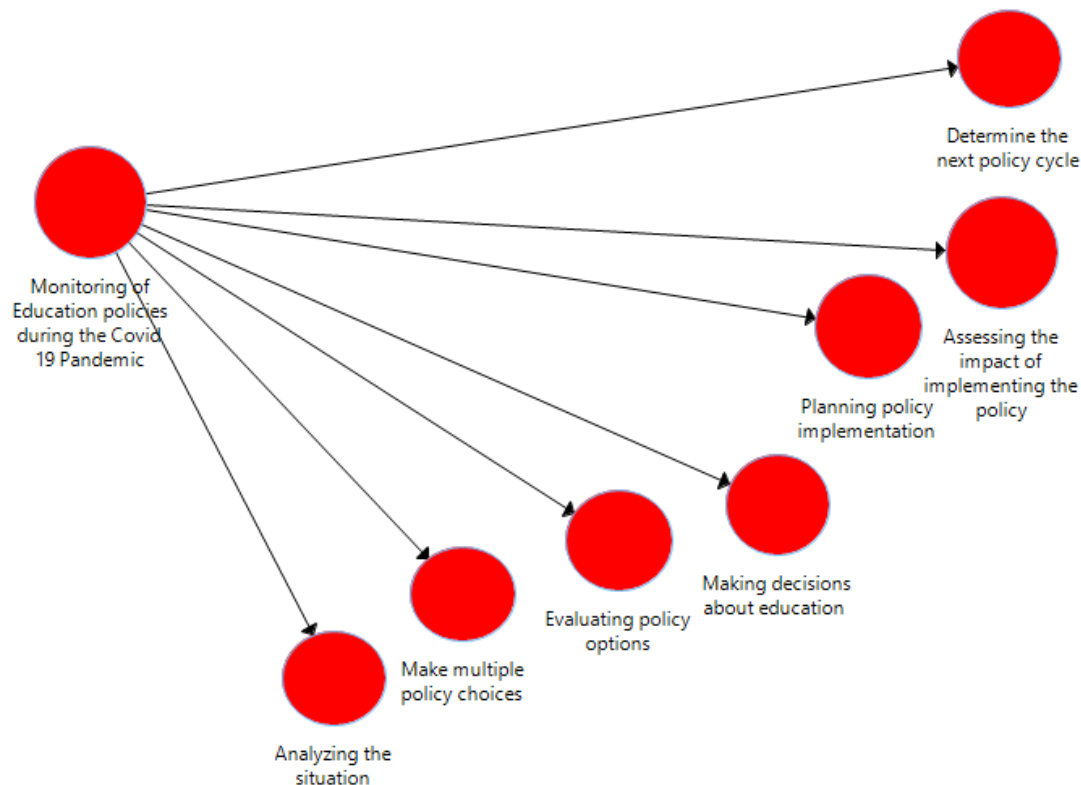 Determine the
next policy cycle
Monitoring of
Education policies
during the Covid
19 Pandemic
Assessing the
impact of
implementing the
policy
Planning policy
implementation
Making decisions
about education
Evaluating policy
options
Make multiple
policy choices
Analyzing the
situation